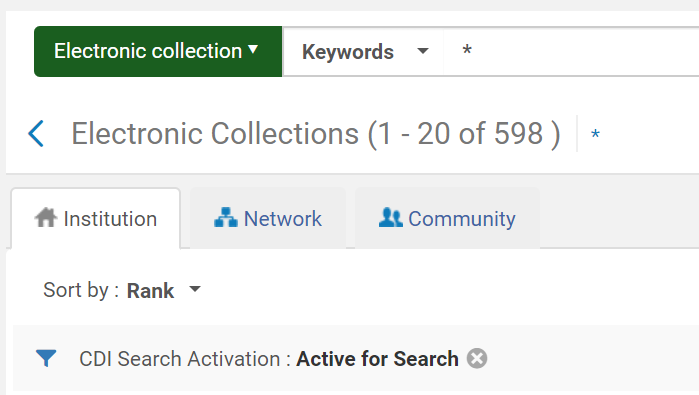 Electronic collection ▼ Keywords *
Electronic Collections (1 - 20 of 598 ) *
Institution Network Community
Sort by : Rank
CDI Search Activation : Active for Search